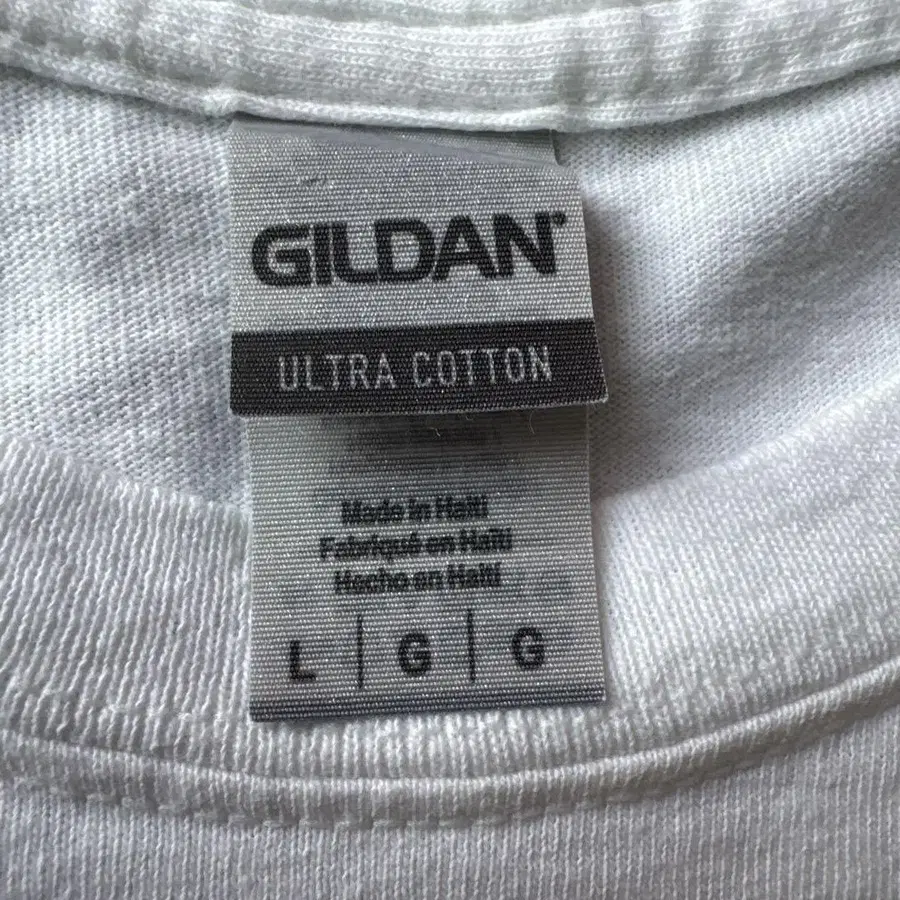 GILDAN®
ULTRA COTTON
Made in Haiti
Fabriqué en Haïti
Hecho en Haití
L | G | G